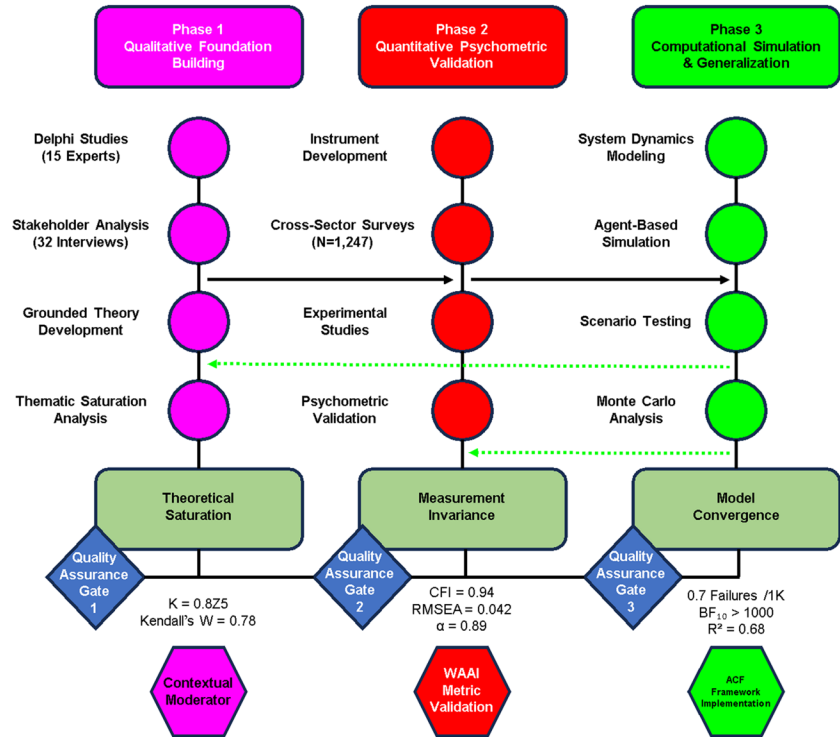 Phase 1
Qualitative Foundation
Building
Phase 2
Quantitative Psychometric
Validation
Phase 3
Computational Simulation
& Generalization
Delphi Studies
(15 Experts)
Instrument
Development
System Dynamics
Modeling
Stakeholder Analysis
(32 Interviews)
Cross-Sector Surveys
(N=1,247)
Agent-Based
Simulation
Grounded Theory
Development
Experimental
Studies
Scenario Testing
Thematic Saturation
Analysis
Psychometric
Validation
Monte Carlo
Analysis
Theoretical
Saturation
Measurement
Invariance
Model
Convergence
Quality
Assurance
Gate
1
Quality
Assurance
Gate
2
Quality
Assurance
Gate
3
K = 0.8Z5
Kendall's W = 0.78
CFI = 0.94
RMSEA = 0.042
α = 0.89
0.7 Failures /1K
BF₁₀ > 1000
R² = 0.68
Contextual
Moderator
WAAI
Metric
Validation
ACF
Framework
Implementation